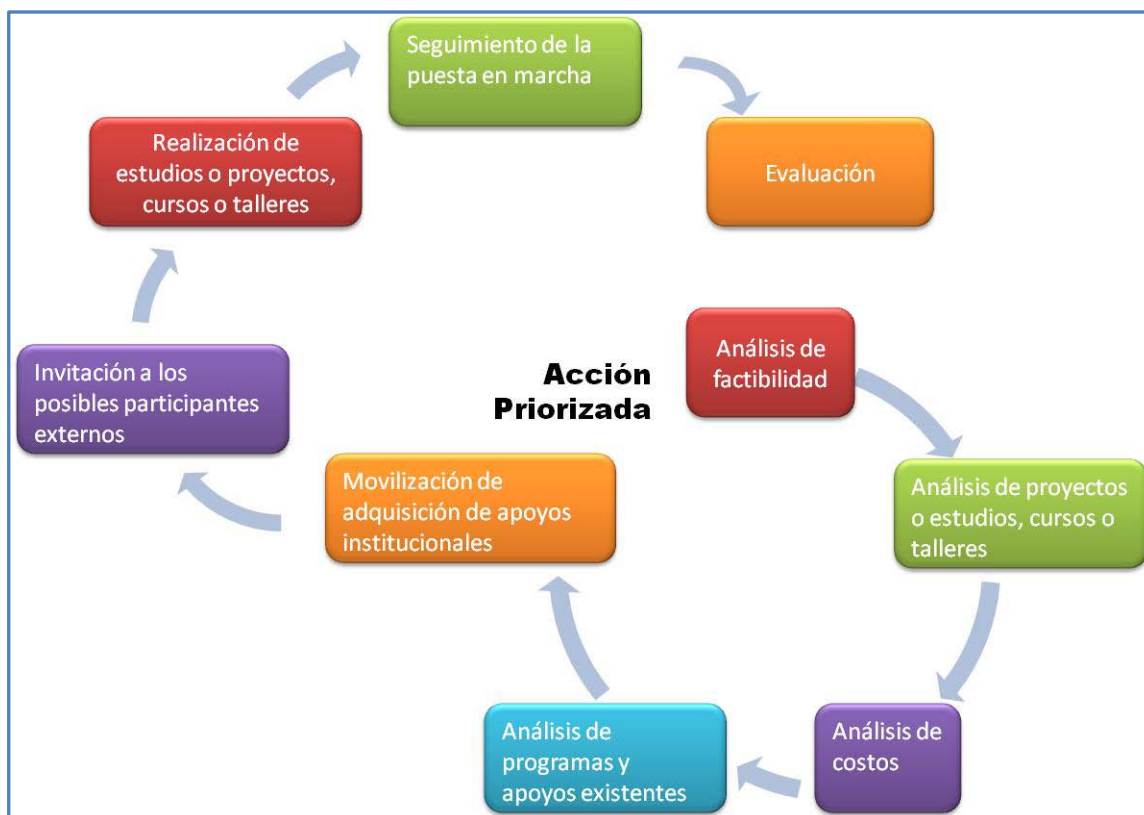 Seguimiento de la
puesta en marcha
Evaluación
Realización de
estudios o proyectos,
cursos o talleres
Invitación a los
posibles participantes
externos
Acción
Priorizada
Análisis de
factibilidad
Movilización de
adquisición de apoyos
institucionales
Análisis de proyectos
o estudios, cursos o
talleres
Análisis de
programas y
apoyos existentes
Análisis de
costos